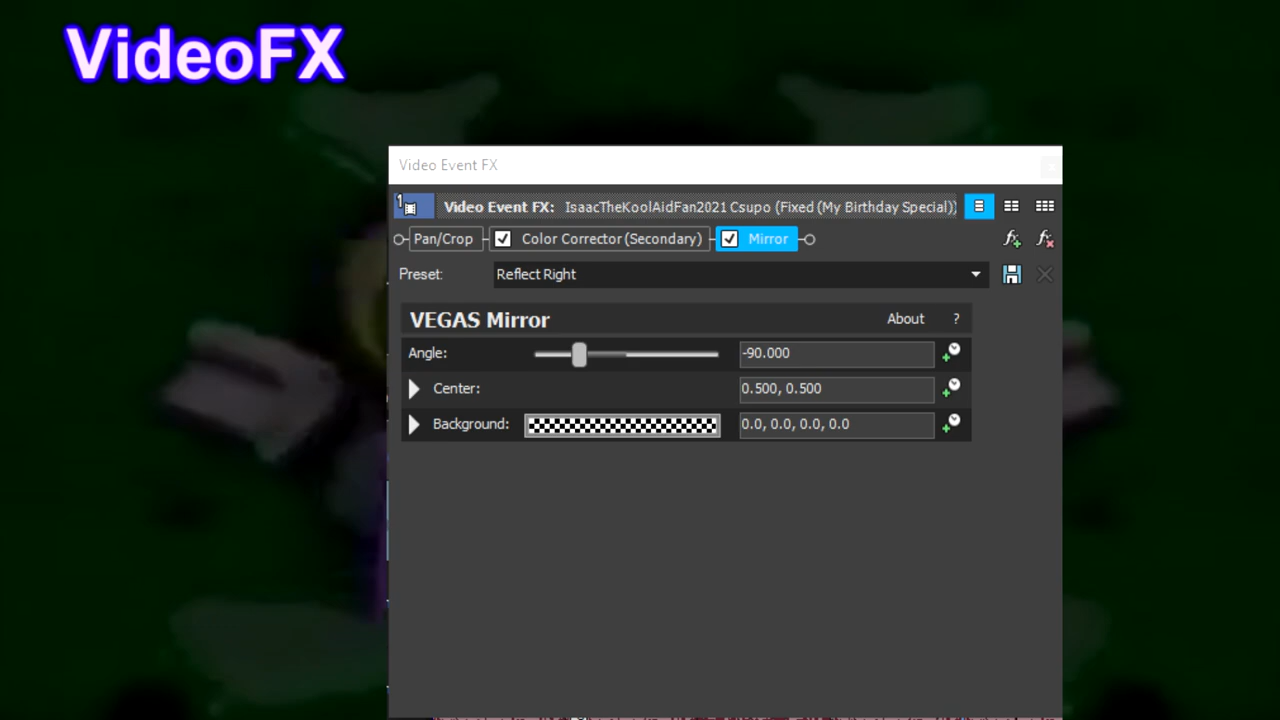 VideoFX
Video Event FX
1
Video Event FX: IsaacTheKoolAidFan2021 Csupo (Fixed (My Birthday Special))
Pan/Crop Color Corrector (Secondary) Mirror
Preset: Reflect Right
VEGAS Mirror About ?
Angle: -90.000
Center: 0.500, 0.500
Background: 0.0, 0.0, 0.0, 0.0